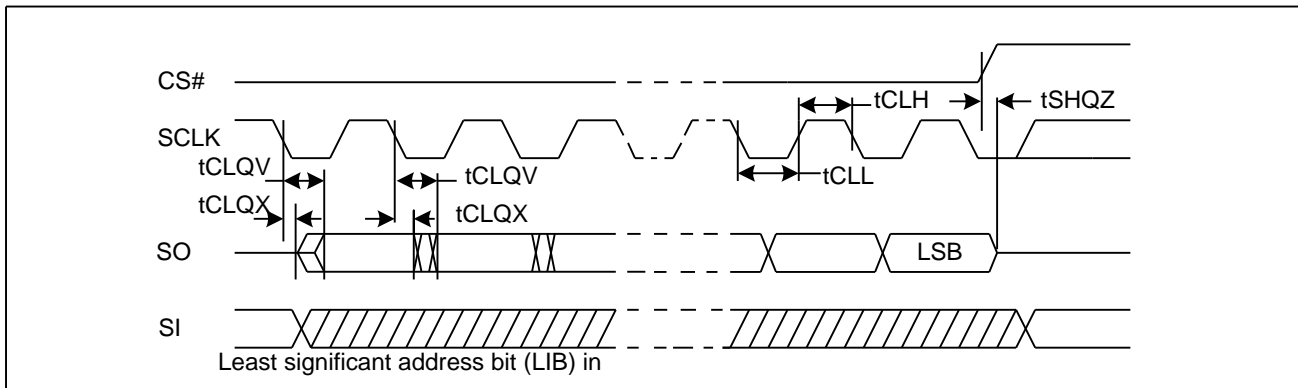 CS#
tCLH
tSHQZ
SCLK
tCLQV
tCLQV
tCLL
tCLQX
tCLQX
SO
LSB
SI
Least significant address bit (LIB) in